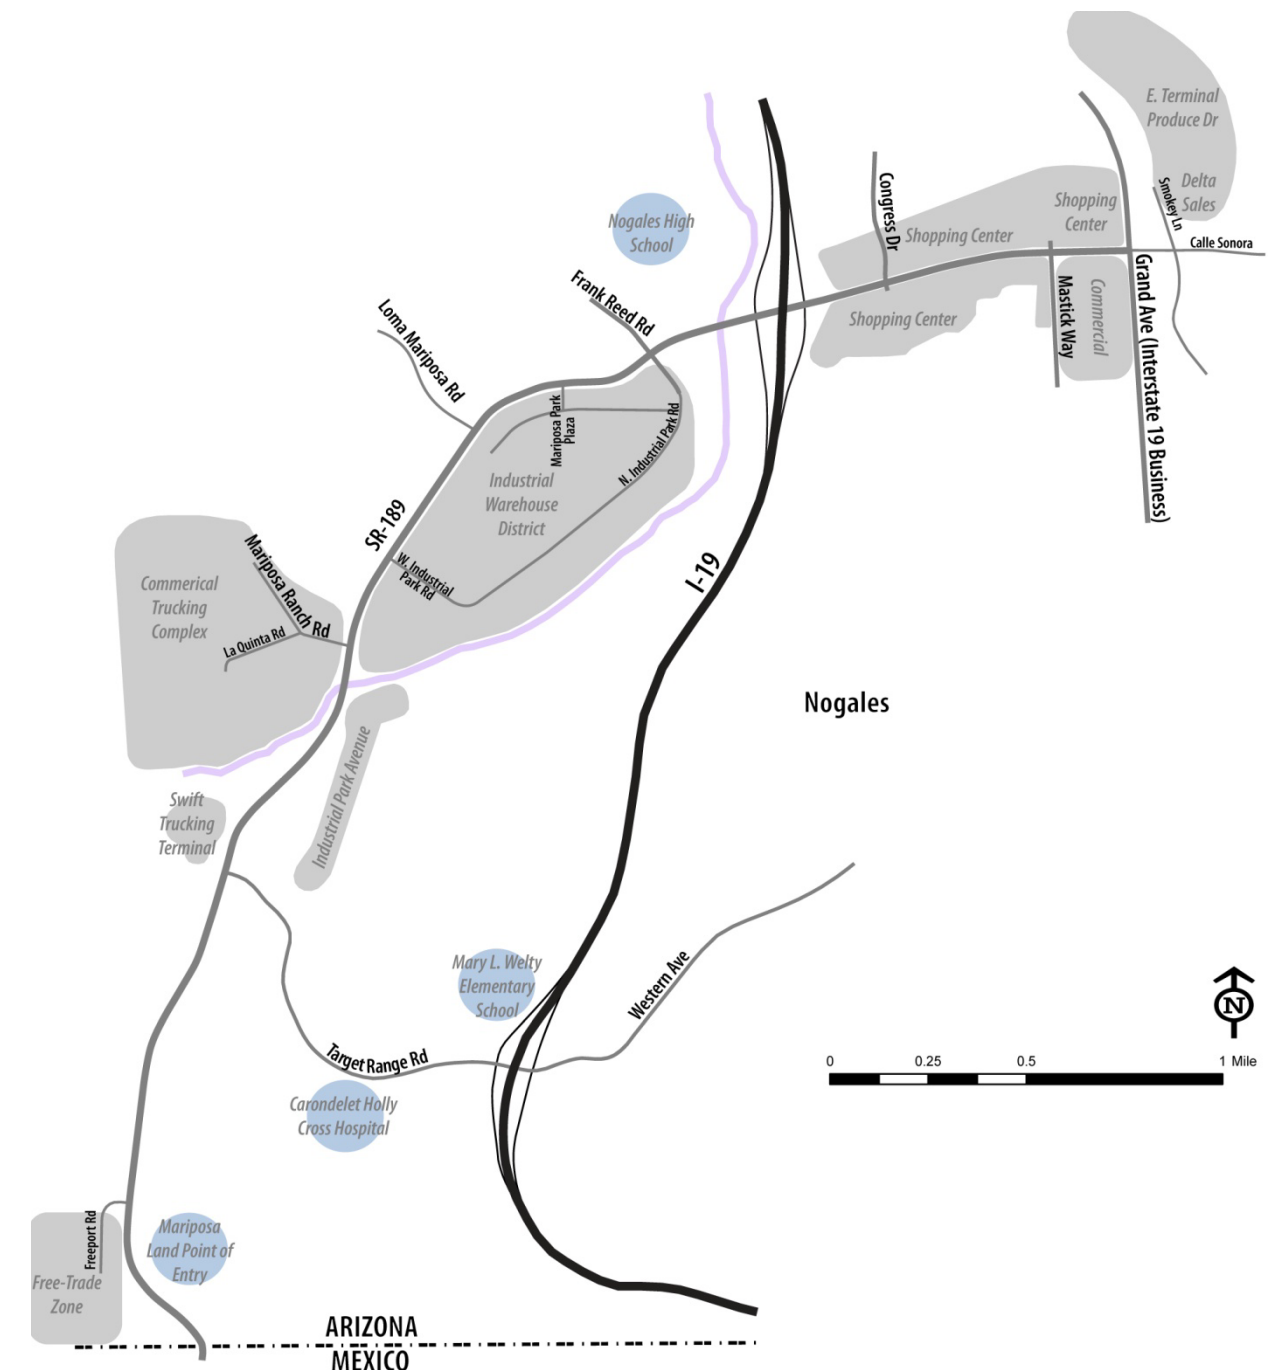 E. Terminal
Produce Dr
Delta
Sales
Smokey Ln
Calle Sonora
Shopping
Center
Congress Dr
Shopping Center
Shopping Center
Commercial
Mastick Way
Grand Ave (Interstate 19 Business)
Nogales High
School
Frank Reed Rd
Loma Mariposa Rd
Mariposa Park
Plaza
N. Industrial Park Rd
Industrial
Warehouse
District
SR-189
W. Industrial
Park Rd
I-19
Commerical
Trucking
Complex
Mariposa Ranch Rd
La Quinta Rd
Nogales
Industrial Park Avenue
Swift
Trucking
Terminal
Mary L. Welty
Elementary
School
Western Ave
Target Range Rd
Carondelet Holly
Cross Hospital
N
0 0.25 0.5 1 Mile
Freeport Rd
Mariposa
Land Point of
Entry
Free-Trade
Zone
ARIZONA
MEXICO